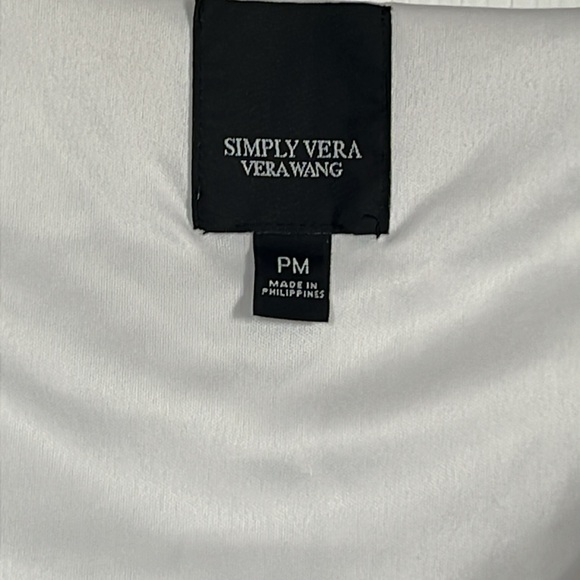 SIMPLY VERA
VERA WANG
PM
MADE IN
PHILIPPINES